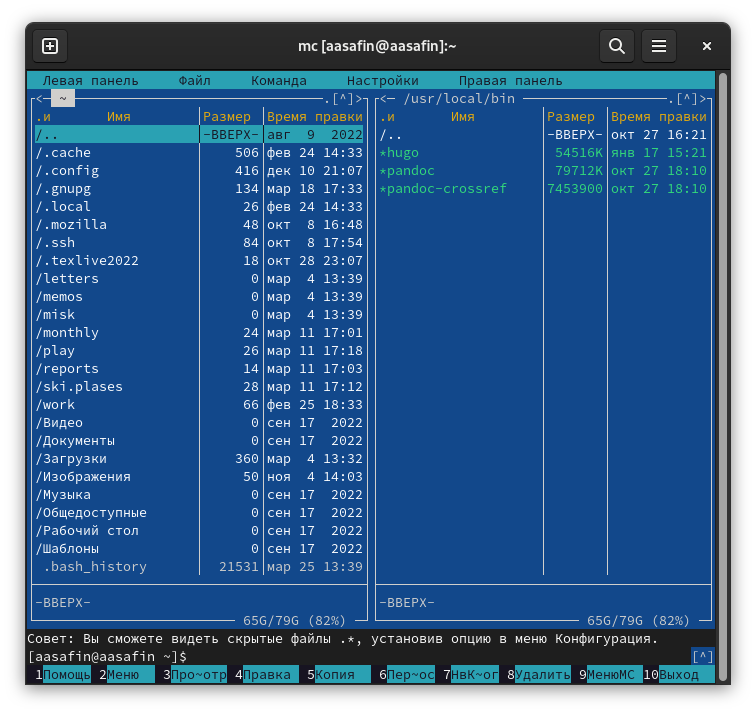 mc [aasafin@aasafin]:~
Левая панель Файл Команда Настройки Правая панель
<─ ~ .[^]>
.и Имя Размер Время правки
/.. -ВВЕРХ- авг 9 2022
/.cache 506 фев 24 14:33
/.config 416 дек 10 21:07
/.gnupg 134 мар 18 17:33
/.local 26 фев 24 14:33
/.mozilla 48 окт 8 16:48
/.ssh 84 окт 8 17:54
/.texlive2022 18 окт 28 23:07
/letters 0 мар 4 13:39
/memos 0 мар 4 13:39
/misk 0 мар 4 13:39
/monthly 24 мар 11 17:01
/play 26 мар 11 17:18
/reports 14 мар 11 17:03
/ski.plases 28 мар 11 17:12
/work 66 фев 25 18:33
/Видео 0 сен 17 2022
/Документы 0 сен 17 2022
/Загрузки 360 мар 4 13:32
/Изображения 50 ноя 4 14:03
/Музыка 0 сен 17 2022
/Общедоступные 0 сен 17 2022
/Рабочий стол 0 сен 17 2022
/Шаблоны 0 сен 17 2022
.bash_history 21531 мар 25 13:39
-ВВЕРХ-
65G/79G (82%)
<─ /usr/local/bin .[^]>
.и Имя Размер Время правки
/.. -ВВЕРХ- окт 27 16:21
*hugo 54516K янв 17 15:21
*pandoc 79712K окт 27 18:10
*pandoc-crossref 7453900 окт 27 18:10
-ВВЕРХ-
65G/79G (82%)
Совет: Вы сможете видеть скрытые файлы .*, установив опцию в меню Конфигурация.
[aasafin@aasafin ~]$ [^]
1Помощь 2Меню 3Про~отр 4Правка 5Копия 6Пер~ос 7НвК~ог 8Удалить 9МенюМС 10Выход